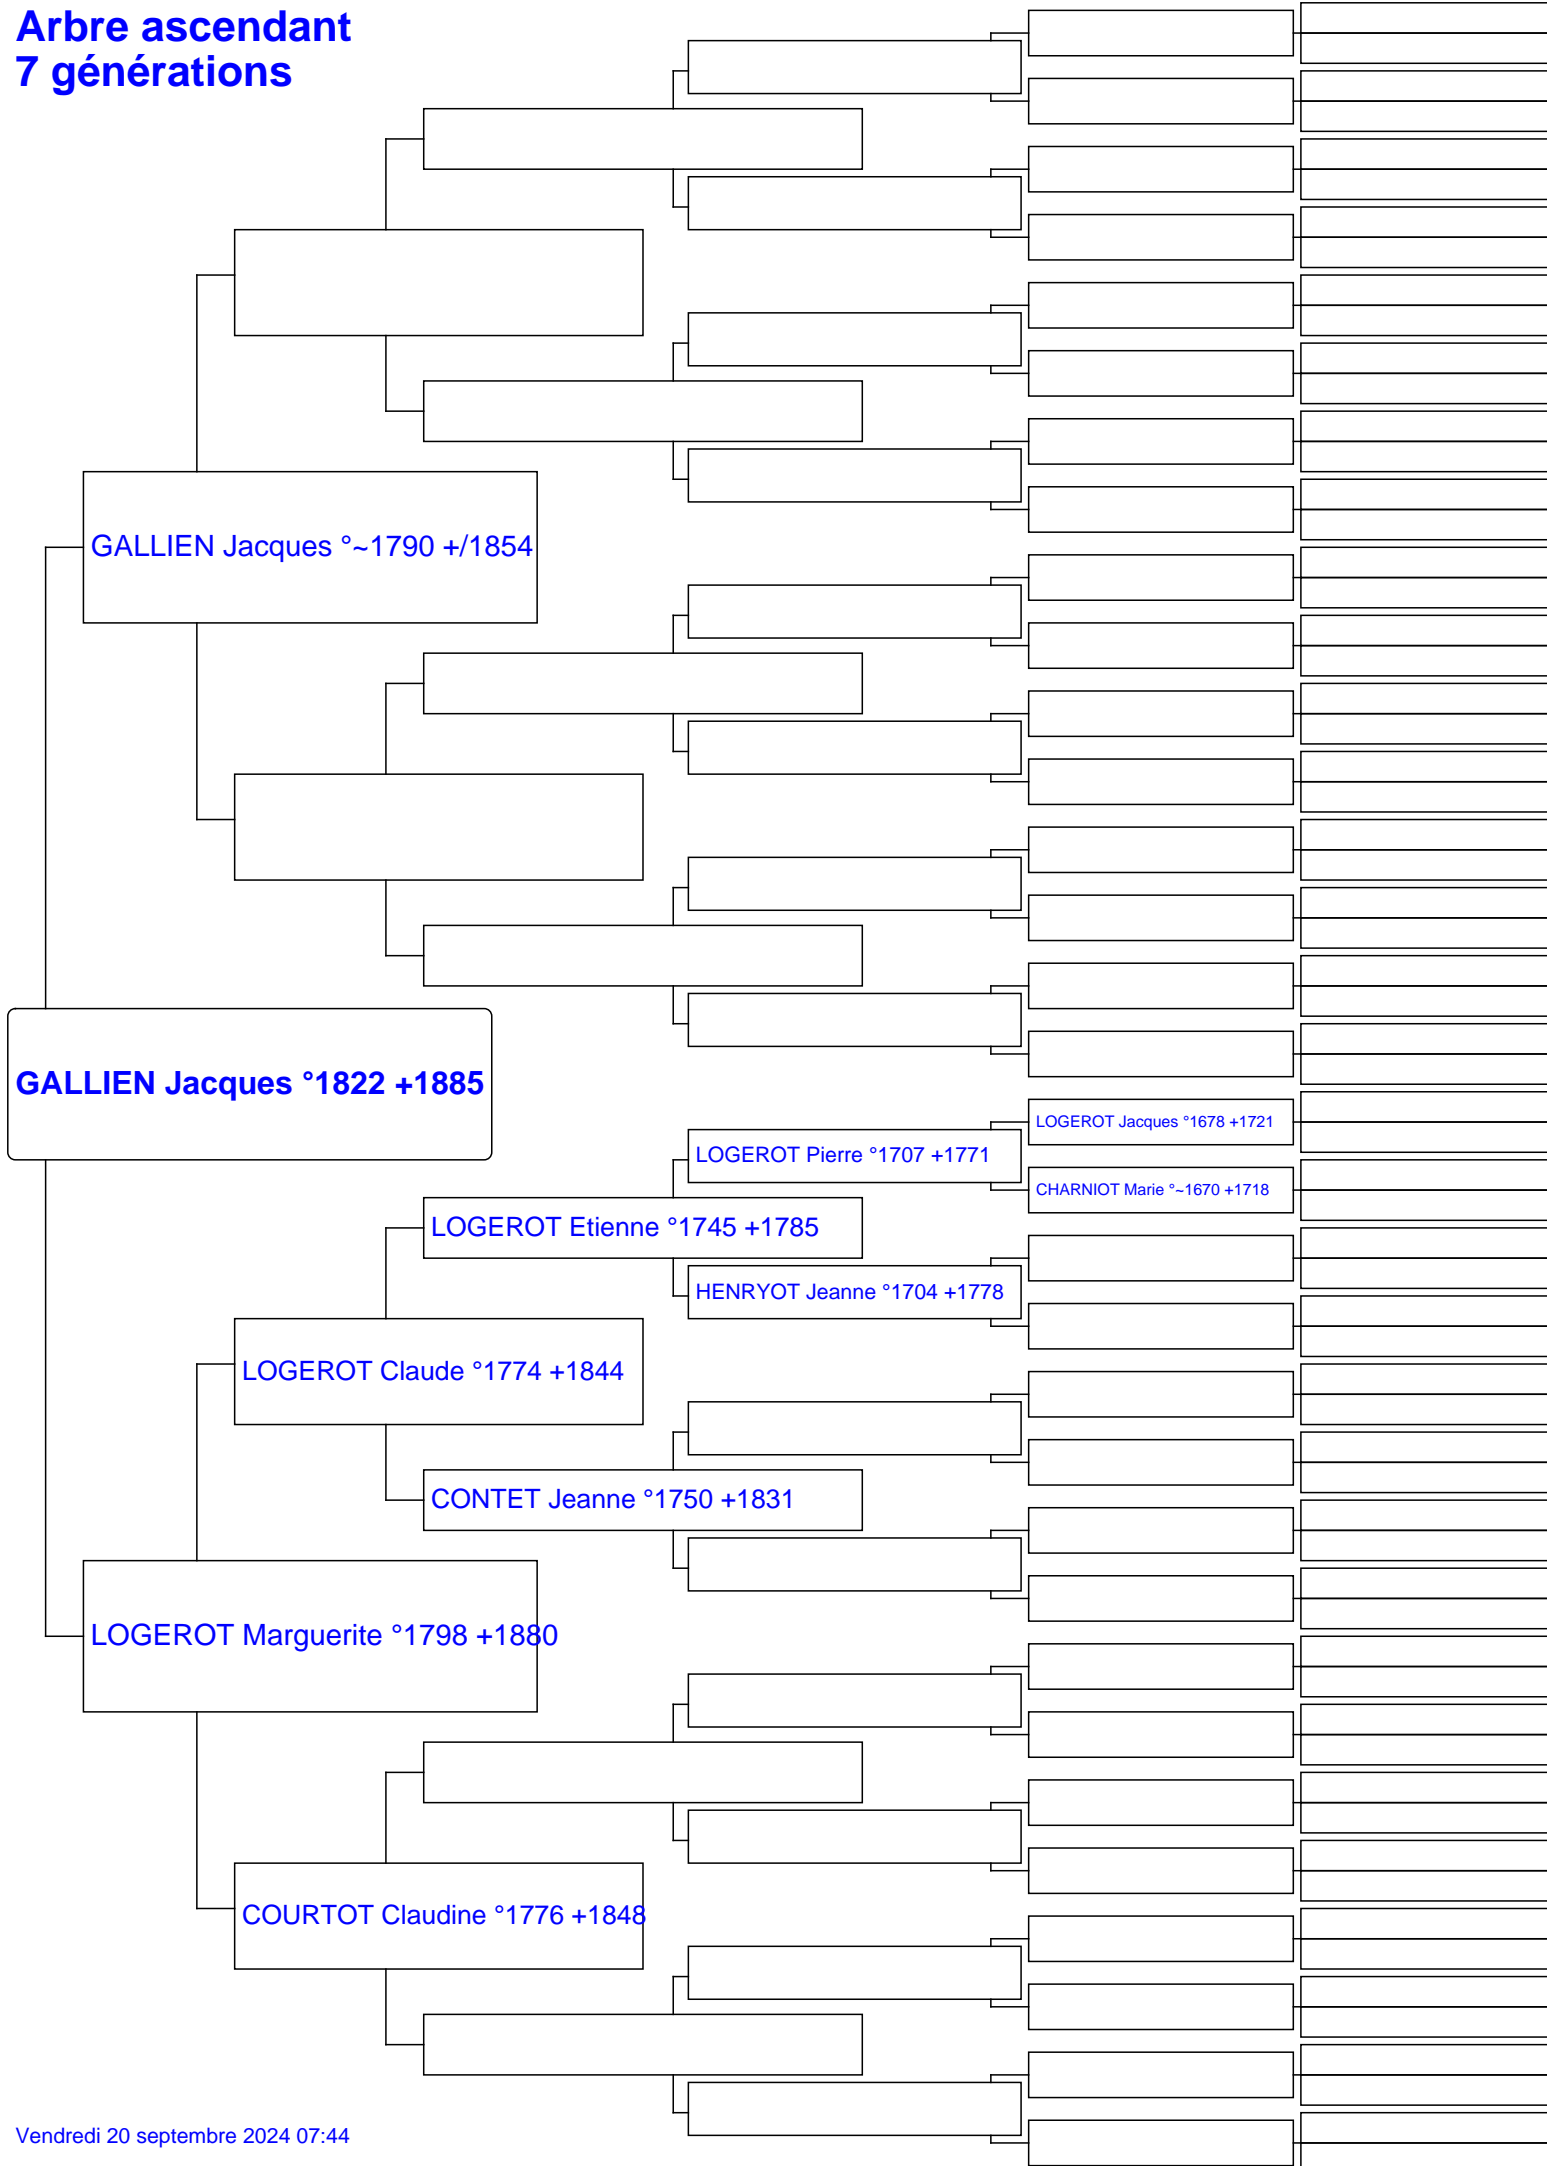 Arbre ascendant
7 générations
GALLIEN Jacques °~1790 +/1854
GALLIEN Jacques °1822 +1885
LOGEROT Jacques °1678 +1721
LOGEROT Pierre °1707 +1771
CHARNIOT Marie °~1670 +1718
LOGEROT Etienne °1745 +1785
HENRYOT Jeanne °1704 +1778
LOGEROT Claude °1774 +1844
CONTET Jeanne °1750 +1831
LOGEROT Marguerite °1798 +1880
COURTOT Claudine °1776 +1848
Vendredi 20 septembre 2024 07:44